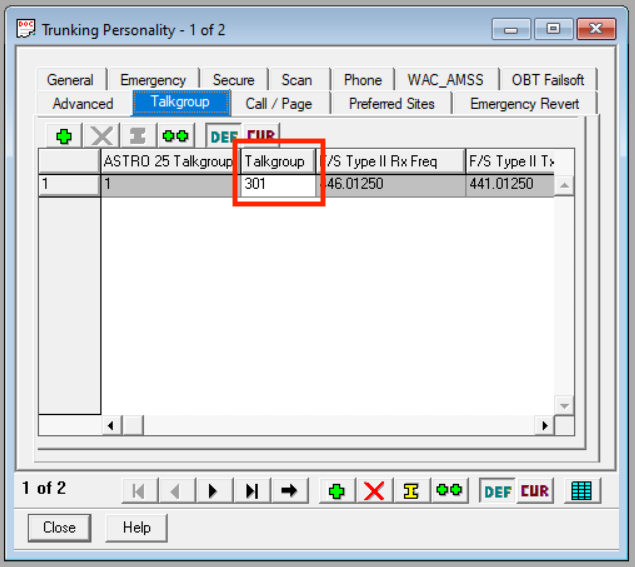 Trunking Personality - 1 of 2
General Emergency Secure Scan Phone WAC_AMSS OBT Failsoft
Advanced Talkgroup Call / Page Preferred Sites Emergency Revert
DEF CUR
ASTRO 25 Talkgroup Talkgroup /S Type II Rx Freq F/S Type II Tx
1 1 301 446.01250 441.01250
1 of 2 DEF CUR
Close Help